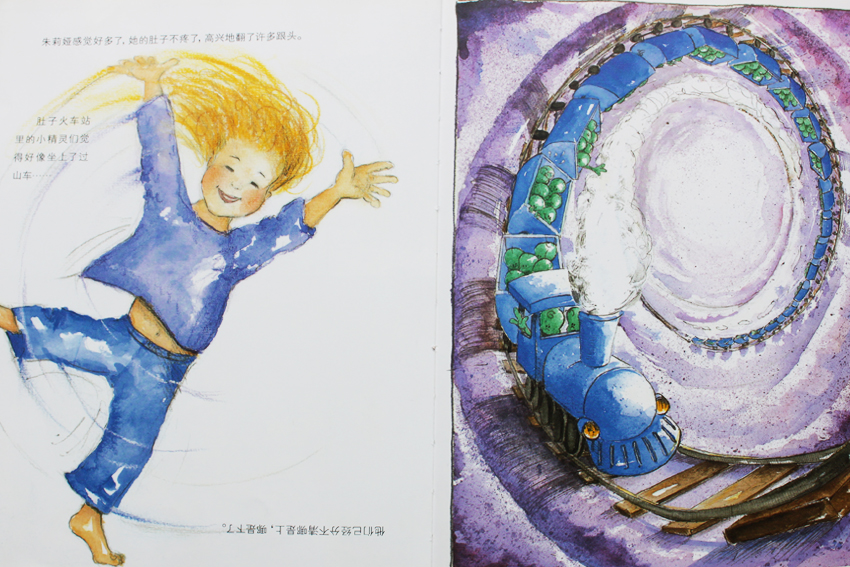 朱莉娅感觉好多了，她的肚子不疼了，高兴地翻了许多跟头。
肚子火车站
里的小精灵们觉
得好像坐上了过
山车……
他们已经分不清哪是上，哪是下了。